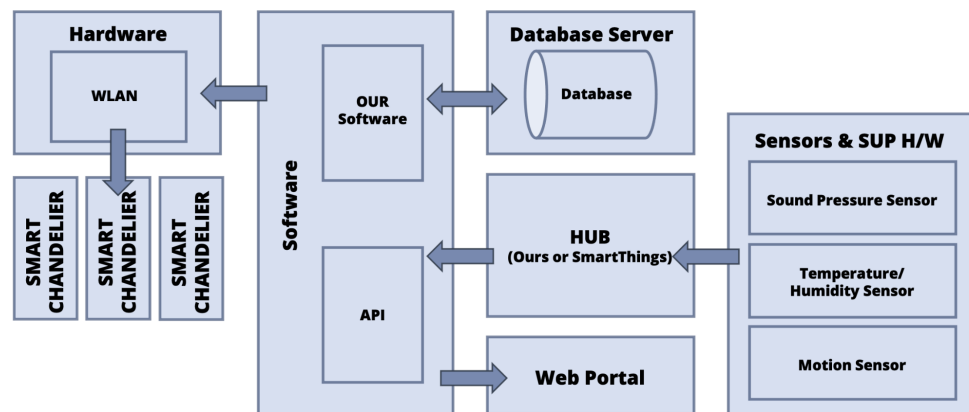 Hardware
WLAN
SMART
CHANDELIER
SMART
CHANDELIER
SMART
CHANDELIER
Software
OUR
Software
API
Database Server
Database
HUB
(Ours or SmartThings)
Web Portal
Sensors & SUP H/W
Sound Pressure Sensor
Temperature/
Humidity Sensor
Motion Sensor